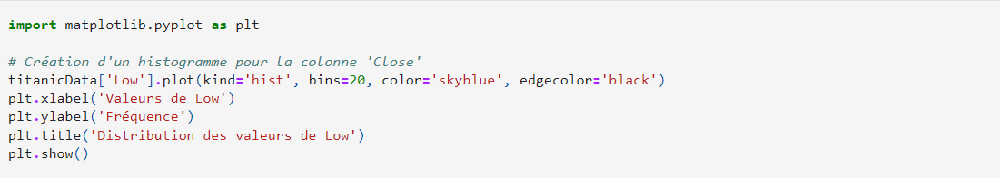 import matplotlib.pyplot as plt
# Création d'un histogramme pour la colonne 'Close'
titanicData['Low'].plot(kind='hist', bins=20, color='skyblue', edgecolor='black')
plt.xlabel('Valeurs de Low')
plt.ylabel('Fréquence')
plt.title('Distribution des valeurs de Low')
plt.show()